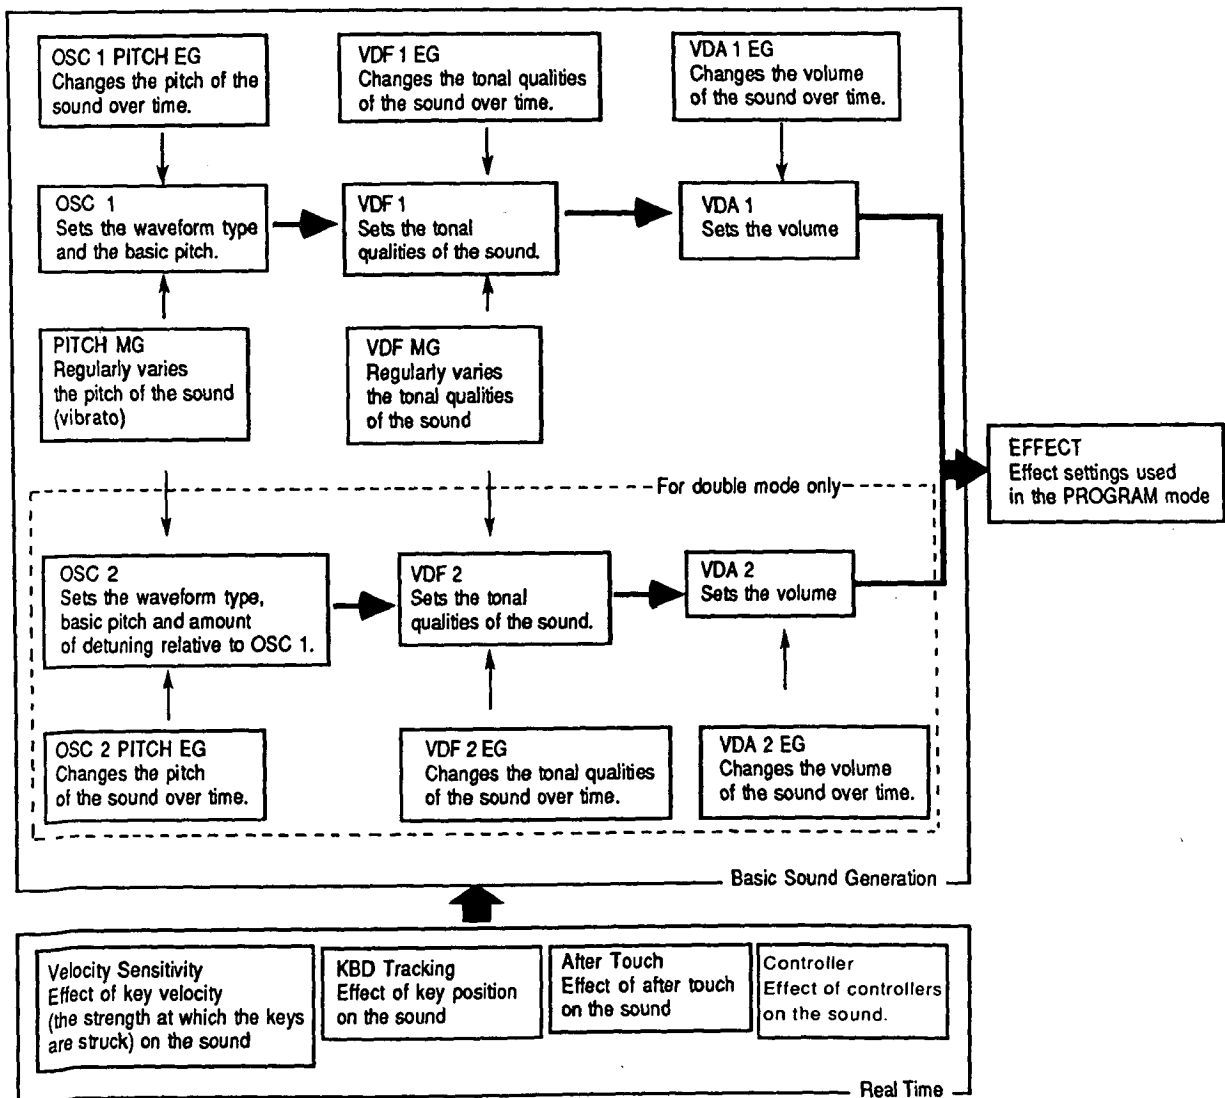 OSC 1 PITCH EG
Changes the pitch of the
sound over time.
VDF 1 EG
Changes the tonal qualities
of the sound over time.
VDA 1 EG
Changes the volume
of the sound over time.
OSC 1
Sets the waveform type
and the basic pitch.
VDF 1
Sets the tonal
qualities of the sound.
VDA 1
Sets the volume
PITCH MG
Regularly varies
the pitch of the sound
(vibrato)
VDF MG
Regularly varies
the tonal qualities
of the sound
EFFECT
Effect settings used
in the PROGRAM mode
For double mode only
OSC 2
Sets the waveform type,
basic pitch and amount
of detuning relative to OSC 1.
VDF 2
Sets the tonal
qualities of the sound.
VDA 2
Sets the volume
OSC 2 PITCH EG
Changes the pitch
of the sound over time.
VDF 2 EG
Changes the tonal qualities
of the sound over time.
VDA 2 EG
Changes the volume
of the sound over time.
Basic Sound Generation
Velocity Sensitivity
Effect of key velocity
(the strength at which the keys
are struck) on the sound
KBD Tracking
Effect of key position
on the sound
After Touch
Effect of after touch
on the sound
Controller
Effect of controllers
on the sound.
Real Time